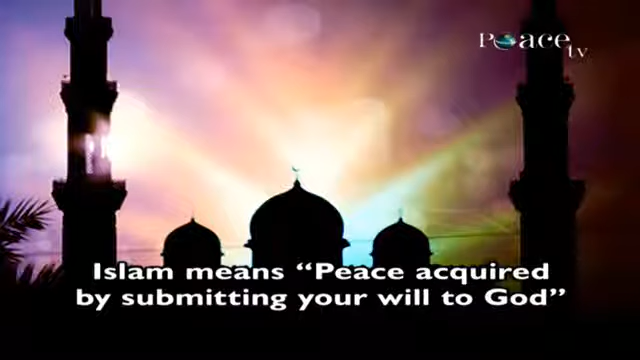 Peace tv
Islam means “Peace acquired
by submitting your will to God”